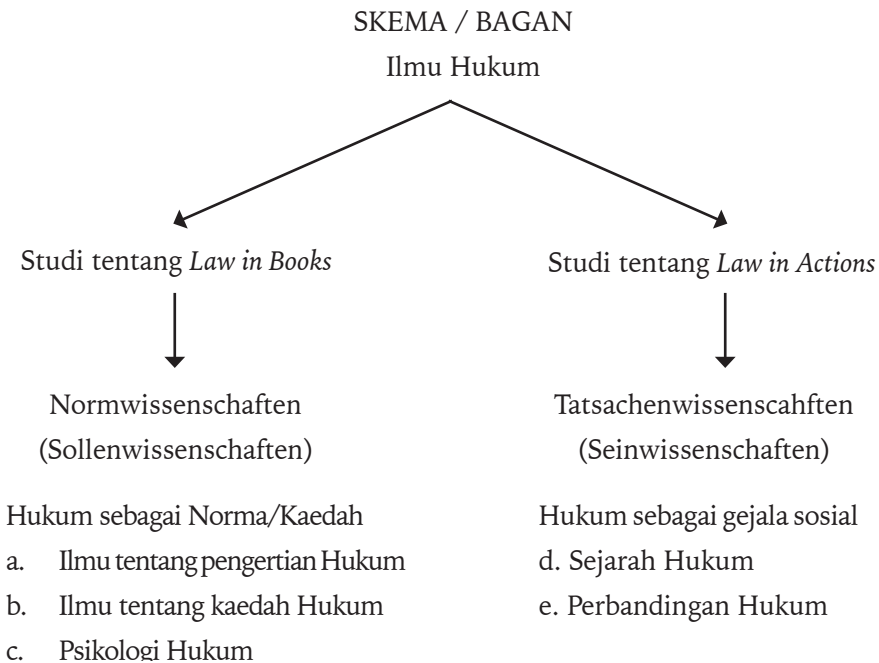 SKEMA / BAGAN
Ilmu Hukum
Studi tentang Law in Books
Studi tentang Law in Actions
Normwissenschaften
(Sollenwissenschaften)
Tatsachenwissenscahften
(Seinwissenschaften)
Hukum sebagai Norma/Kaedah
a. Ilmu tentang pengertian Hukum
b. Ilmu tentang kaedah Hukum
c. Psikologi Hukum
Hukum sebagai gejala sosial
d. Sejarah Hukum
e. Perbandingan Hukum